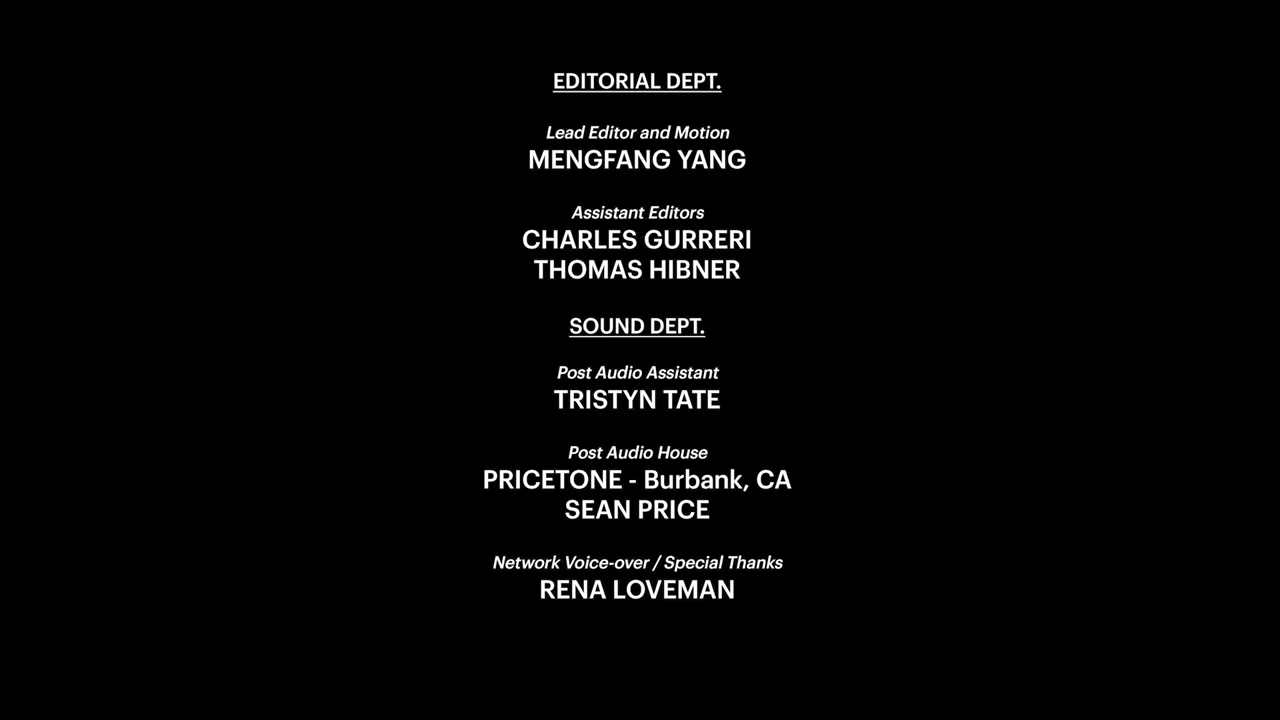 EDITORIAL DEPT.
Lead Editor and Motion
MENGFANG YANG
Assistant Editors
CHARLES GURRERI
THOMAS HIBNER
SOUND DEPT.
Post Audio Assistant
TRISTYN TATE
Post Audio House
PRICETONE - Burbank, CA
SEAN PRICE
Network Voice-over / Special Thanks
RENA LOVEMAN